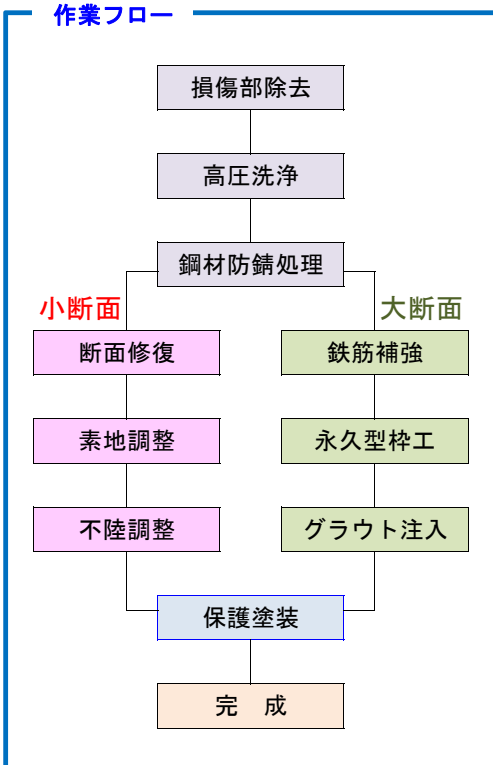 作業フロー
損傷部除去
高圧洗浄
鋼材防錆処理
小断面
大断面
断面修復
鉄筋補強
素地調整
永久型枠工
不陸調整
グラウト注入
保護塗装
完　成